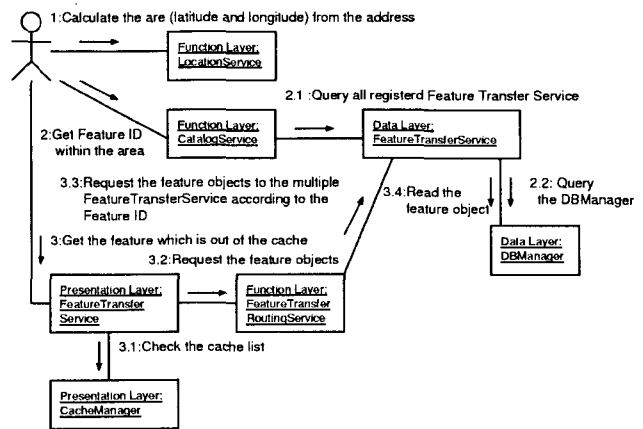 1:Calculate the are (latitude and longitude) from the address
Function Layer:
LocationService
2.1 :Query all registerd Feature Transfer Service
2:Get Feature ID
within the area
Function Layer:
CatalogService
Data Layer:
FeatureTransferService
3.3:Request the feature objects to the multiple
FeatureTransferService according to the
Feature ID
3.4:Read the
feature object
2.2: Query
the DBManager
3:Get the feature which is out of the cache
3.2:Request the feature objects
Data Layer:
DBManager
Presentation Layer:
FeatureTransfer
Service
Function Layer:
FeatureTransfer
RoutingService
3.1:Check the cache list
Presentation Layer:
CacheManager